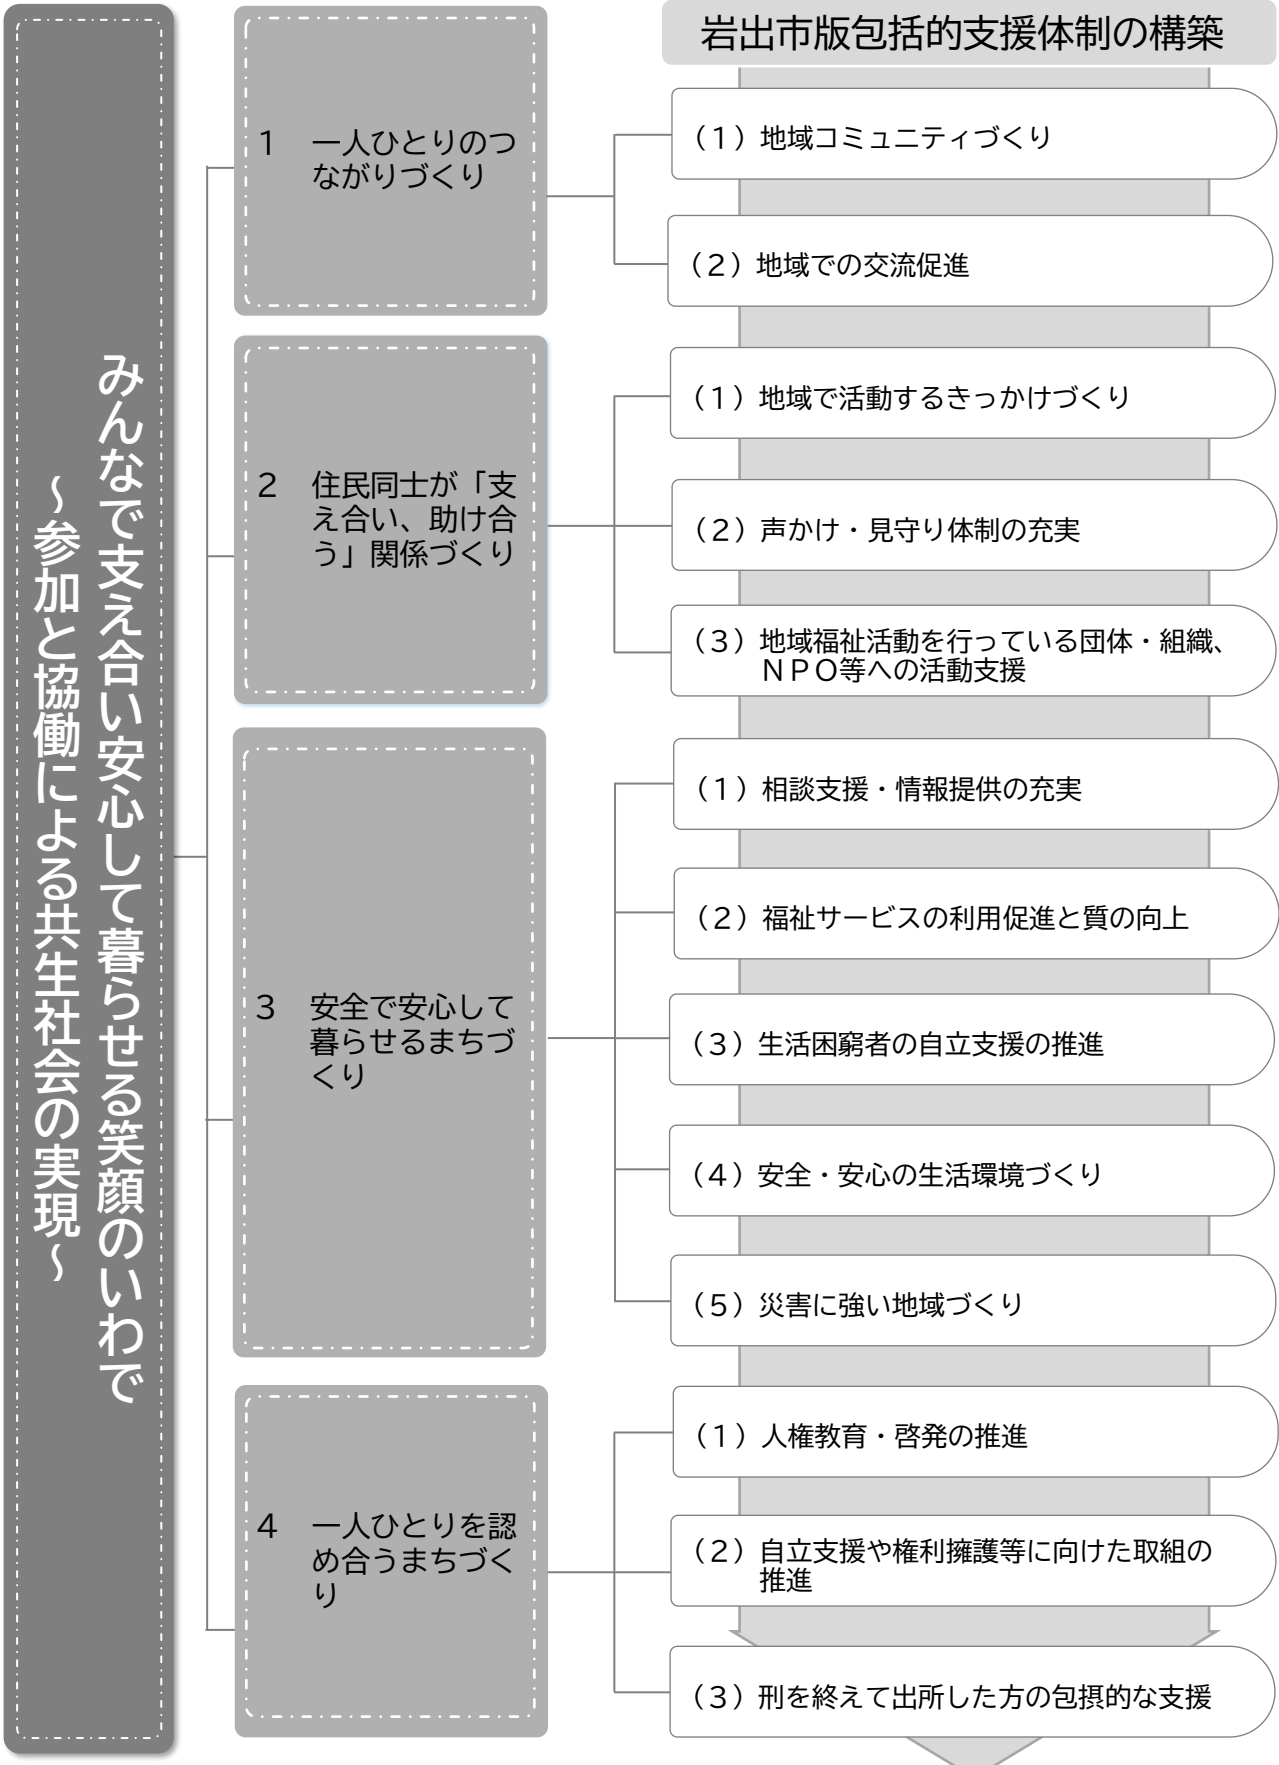 みんなで支え合い安心して暮らせる笑顔のいわで
～参加と協働による共生社会の実現～
岩出市版包括的支援体制の構築
１　一人ひとりのつ
ながりづくり
（１）地域コミュニティづくり
（２）地域での交流促進
２　住民同士が「支
え合い、助け合
う」関係づくり
（１）地域で活動するきっかけづくり
（２）声かけ・見守り体制の充実
（３）地域福祉活動を行っている団体・組織、
ＮＰＯ等への活動支援
３　安全で安心して
暮らせるまちづ
くり
（１）相談支援・情報提供の充実
（２）福祉サービスの利用促進と質の向上
（３）生活困窮者の自立支援の推進
（４）安全・安心の生活環境づくり
（５）災害に強い地域づくり
４　一人ひとりを認
め合うまちづく
り
（１）人権教育・啓発の推進
（２）自立支援や権利擁護等に向けた取組の
推進
（３）刑を終えて出所した方の包摂的な支援